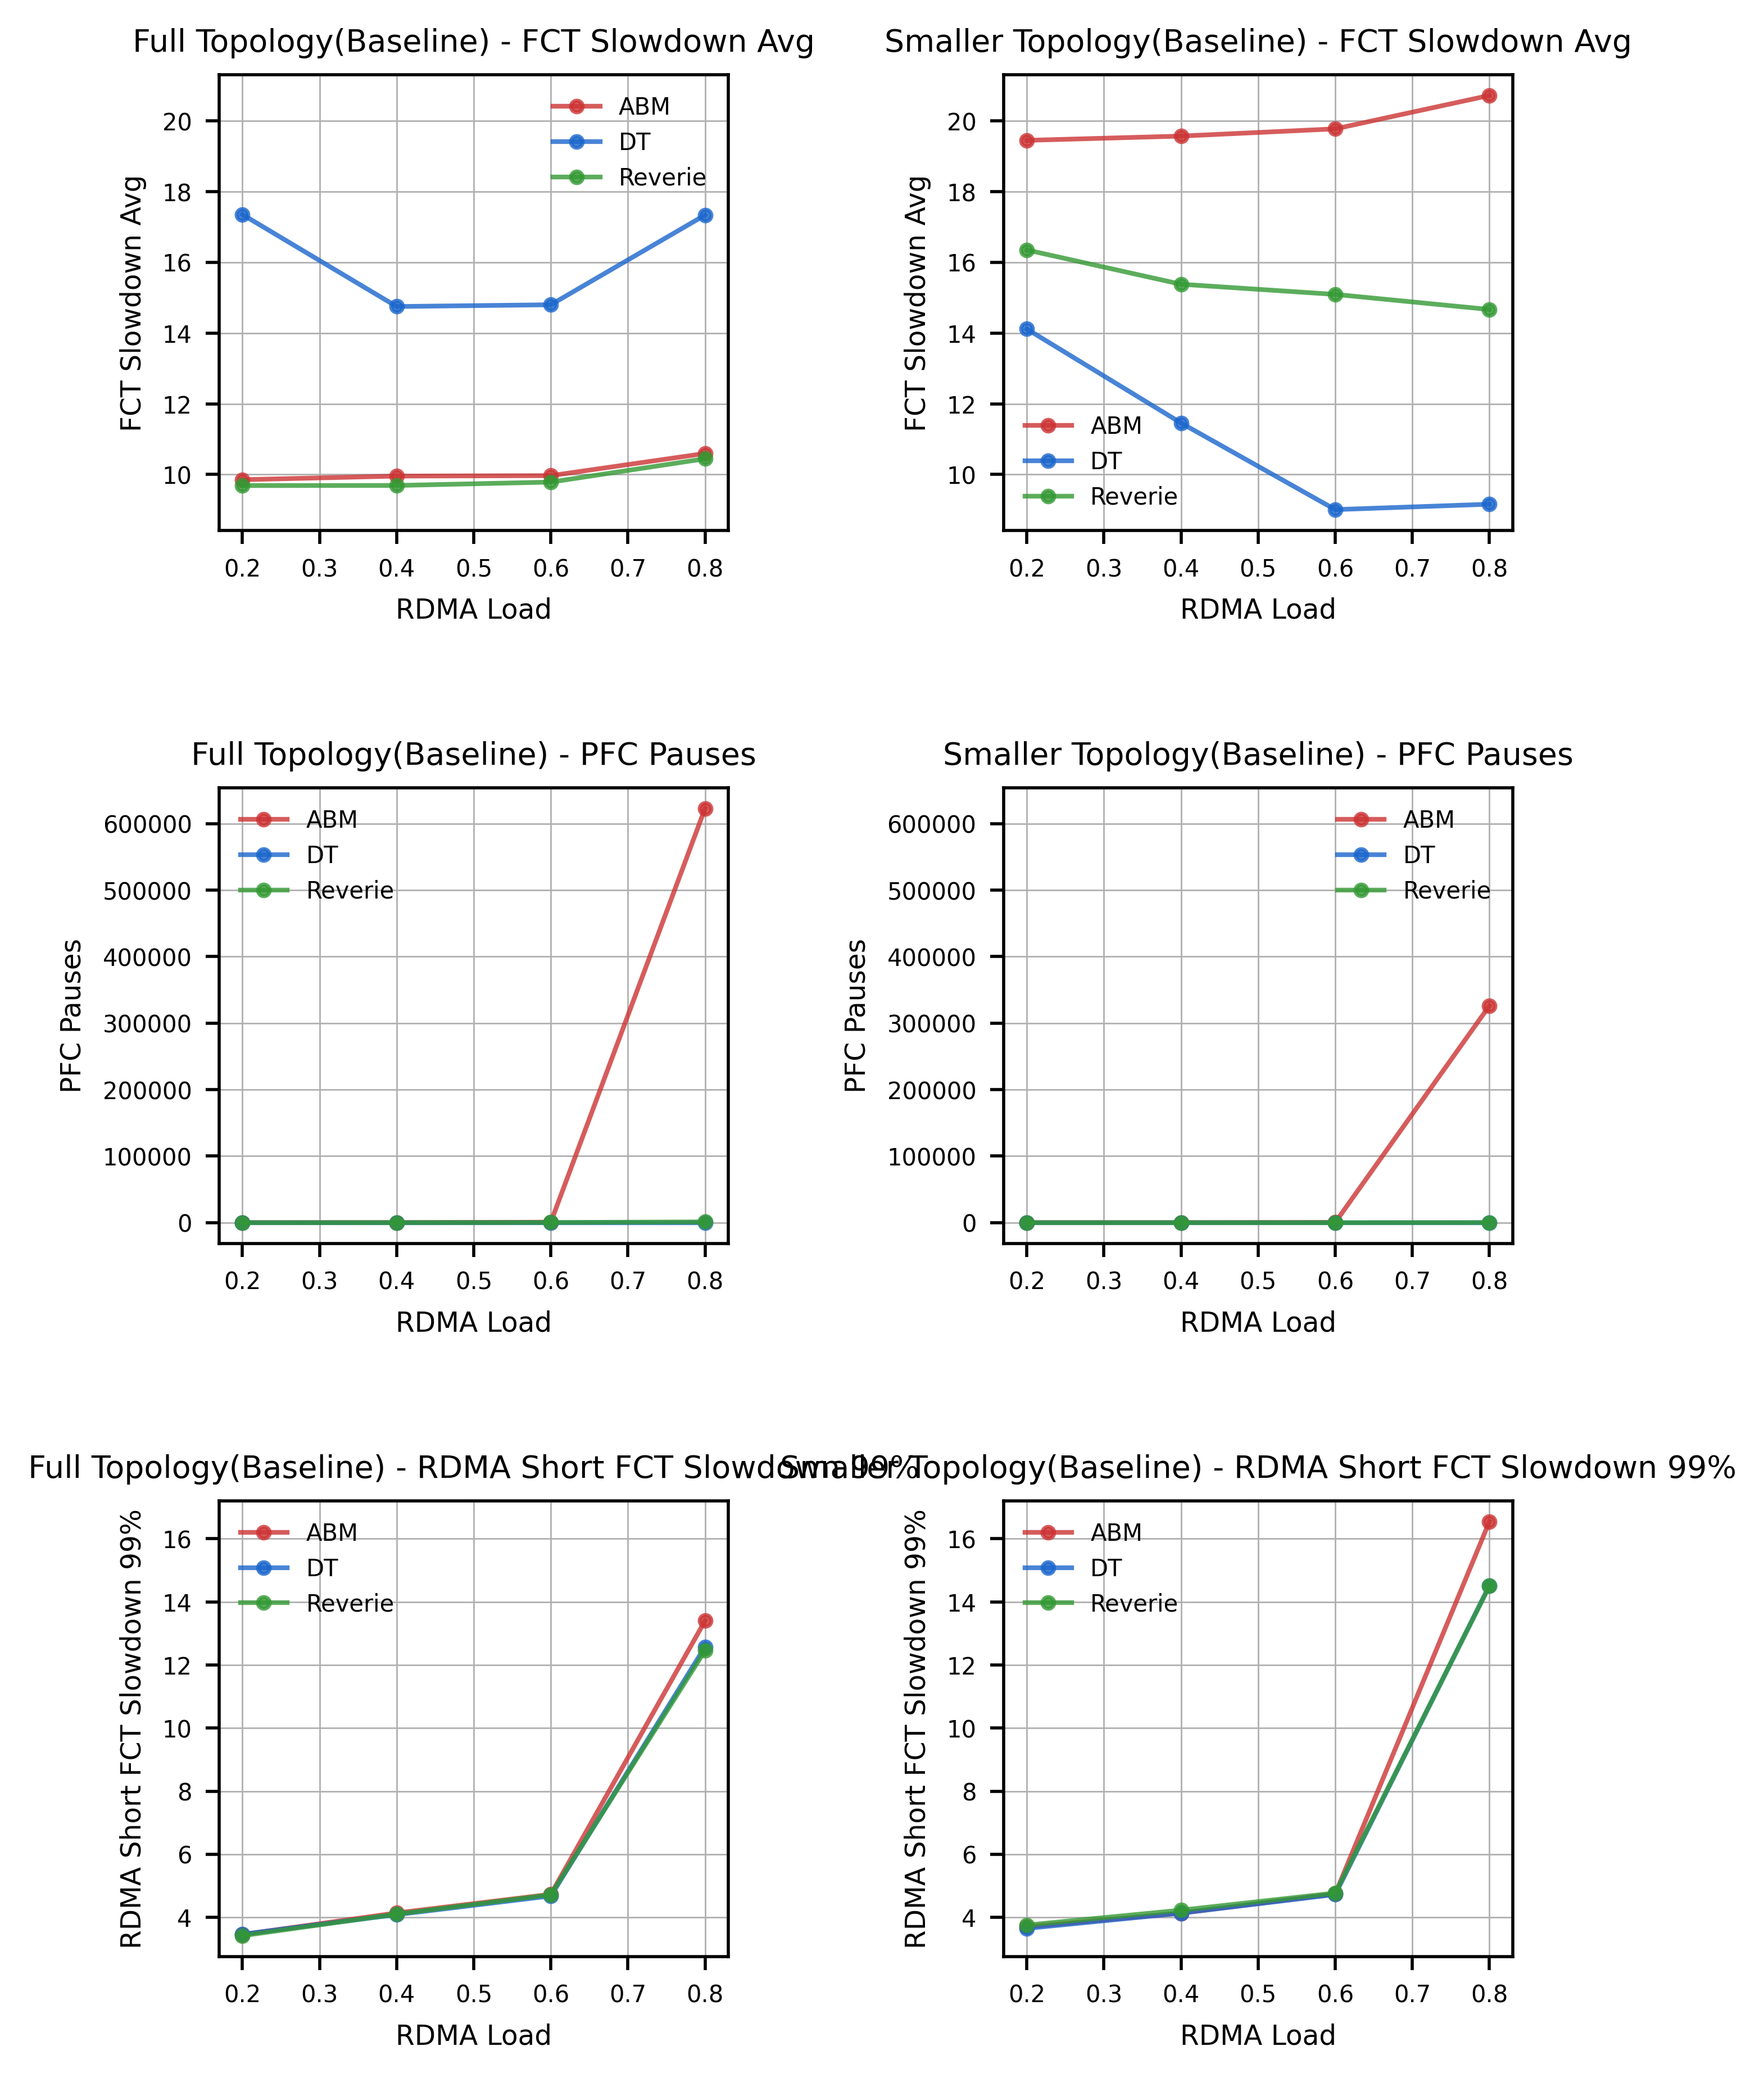 Full Topology(Baseline) - FCT Slowdown Avg
FCT Slowdown Avg
20
18
16
14
12
10
ABM
DT
Reverie
0.2 0.3 0.4 0.5 0.6 0.7 0.8
RDMA Load
Smaller Topology(Baseline) - FCT Slowdown Avg
FCT Slowdown Avg
20
18
16
14
12
10
ABM
DT
Reverie
0.2 0.3 0.4 0.5 0.6 0.7 0.8
RDMA Load
Full Topology(Baseline) - PFC Pauses
PFC Pauses
600000
500000
400000
300000
200000
100000
0
ABM
DT
Reverie
0.2 0.3 0.4 0.5 0.6 0.7 0.8
RDMA Load
Smaller Topology(Baseline) - PFC Pauses
PFC Pauses
600000
500000
400000
300000
200000
100000
0
ABM
DT
Reverie
0.2 0.3 0.4 0.5 0.6 0.7 0.8
RDMA Load
Full Topology(Baseline) - RDMA Short FCT Slowdown 99%
RDMA Short FCT Slowdown 99%
16
14
12
10
8
6
4
ABM
DT
Reverie
0.2 0.3 0.4 0.5 0.6 0.7 0.8
RDMA Load
Smaller Topology(Baseline) - RDMA Short FCT Slowdown 99%
RDMA Short FCT Slowdown 99%
16
14
12
10
8
6
4
ABM
DT
Reverie
0.2 0.3 0.4 0.5 0.6 0.7 0.8
RDMA Load